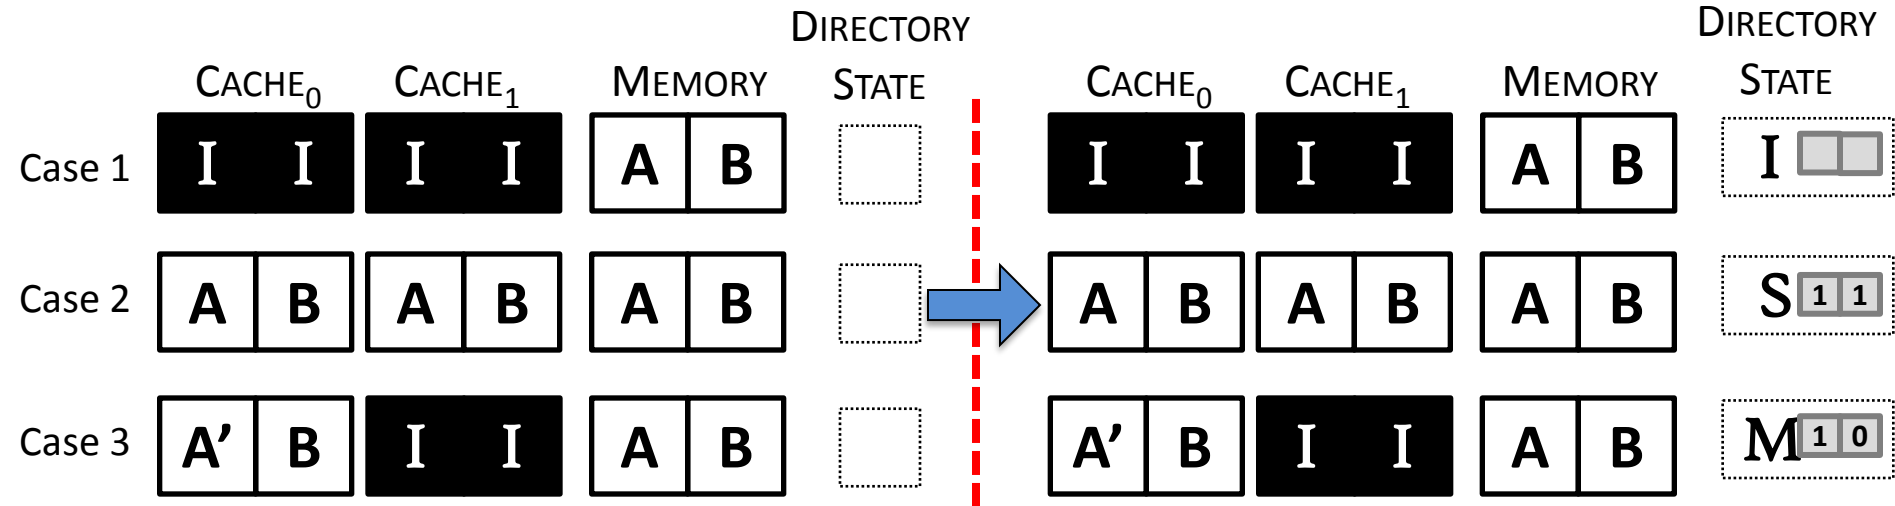 DIRECTORY DIRECTORY
CACHE0 CACHE1 MEMORY STATE CACHE0 CACHE1 MEMORY STATE
Case 1 I I I I A B I I I I A B I
Case 2 A B A B A B A B A B A B S 1 1
Case 3 A’ B I I A B A’ B I I A B M 1 0